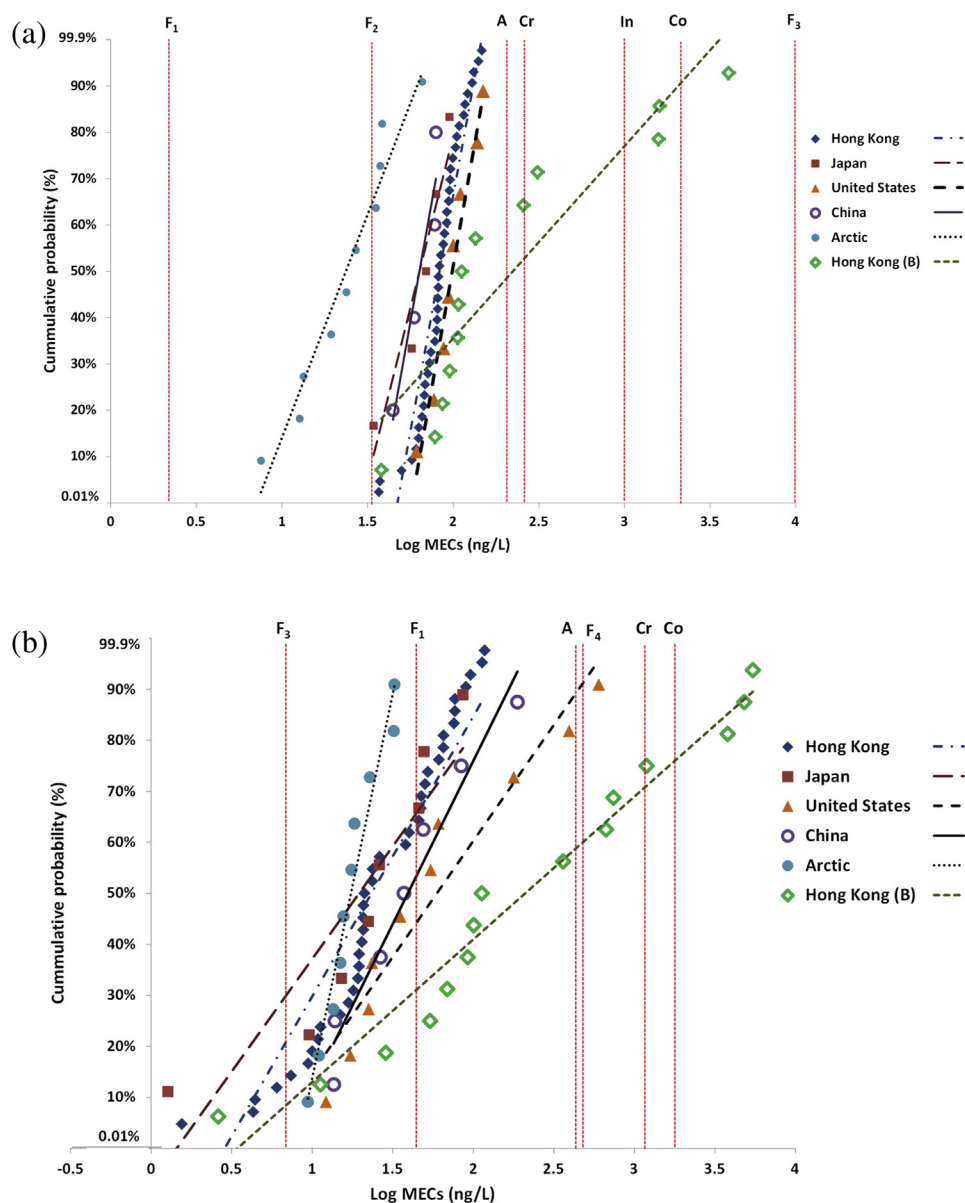 (a)
F1 F2 A Cr In Co F3
99.9%
90%
80%
70%
60%
50%
40%
30%
20%
10%
0.01%
Cummulative probability (%)
0 0.5 1 1.5 2 2.5 3 3.5 4
Log MECs (ng/L)
Hong Kong
Japan
United States
China
Arctic
Hong Kong (B)
(b)
F3 F1 A F4 Cr Co
99.9%
90%
80%
70%
60%
50%
40%
30%
20%
10%
0.01%
Cummulative probability (%)
-0.5 0 0.5 1 1.5 2 2.5 3 3.5 4
Log MECs (ng/L)
Hong Kong
Japan
United States
China
Arctic
Hong Kong (B)